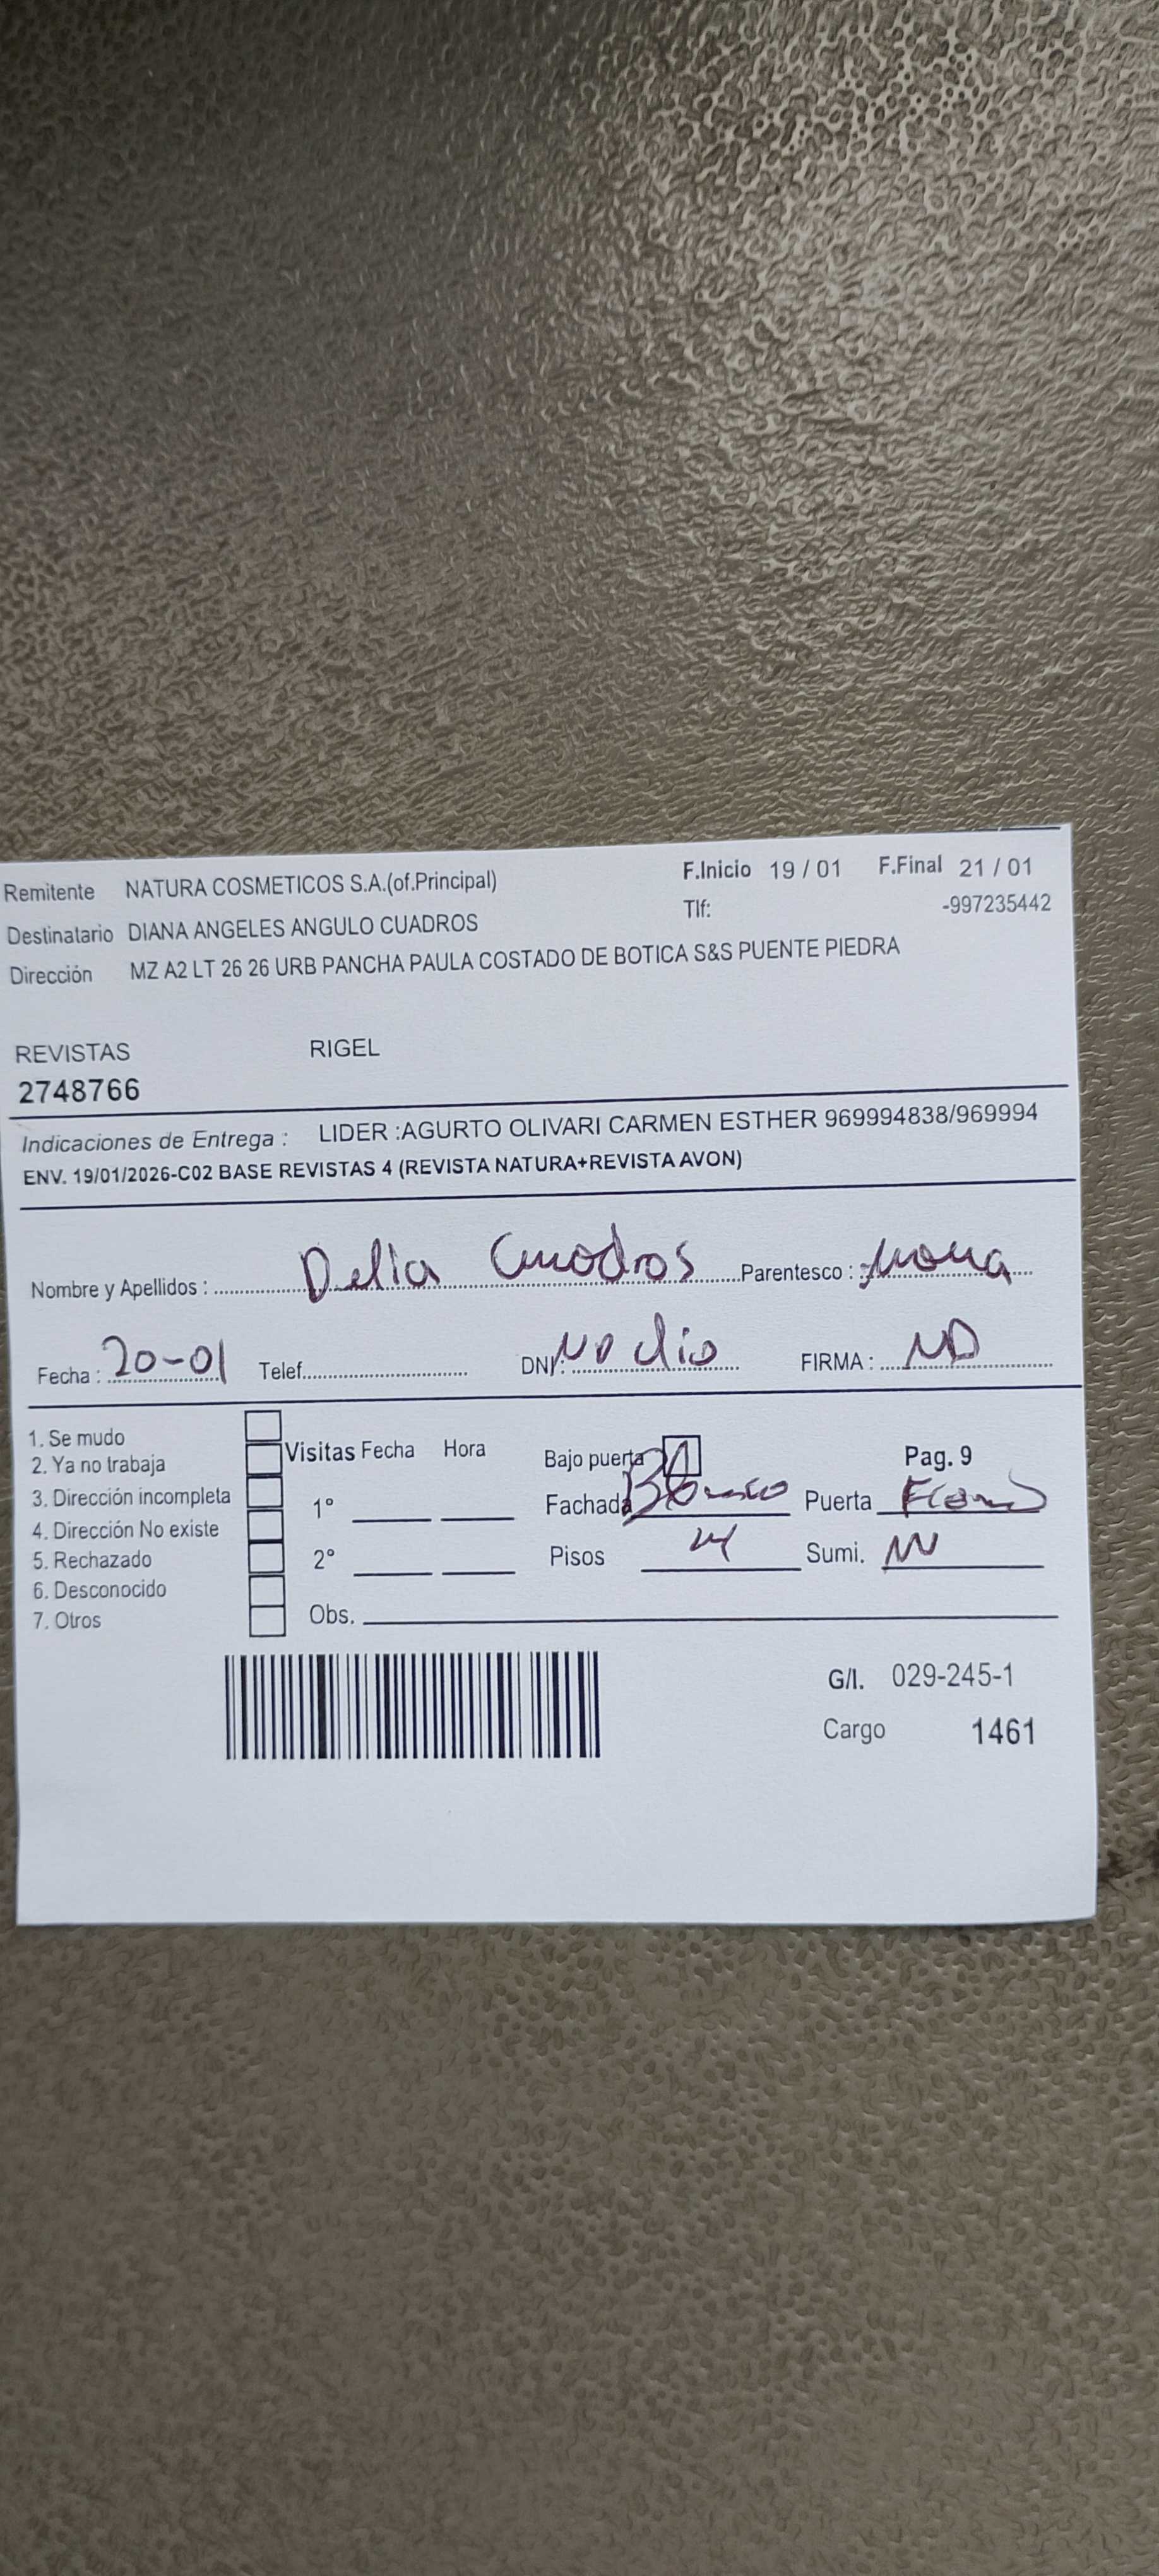 Remitente NATURA COSMETICOS S.A.(of.Principal) F.Inicio 19 / 01 F.Final 21 / 01
Destinatario DIANA ANGELES ANGULO CUADROS Tlf: -997235442
Dirección MZ A2 LT 26 26 URB PANCHA PAULA COSTADO DE BOTICA S&S PUENTE PIEDRA
REVISTAS RIGEL
2748766
Indicaciones de Entrega : LIDER :AGURTO OLIVARI CARMEN ESTHER 969994838/969994
ENV. 19/01/2026-C02 BASE REVISTAS 4 (REVISTA NATURA+REVISTA AVON)
Nombre y Apellidos : Delia Cuadros Parentesco :
Fecha : 20-01 Telef. DNI: NO dio FIRMA : ND
1. Se mudo
2. Ya no trabaja Visitas Fecha Hora Bajo puerta Pag. 9
3. Dirección incompleta 1° Fachada Blanco Puerta
4. Dirección No existe
5. Rechazado 2° Pisos Sumi.
6. Desconocido
7. Otros Obs.
G/I. 029-245-1
Cargo 1461